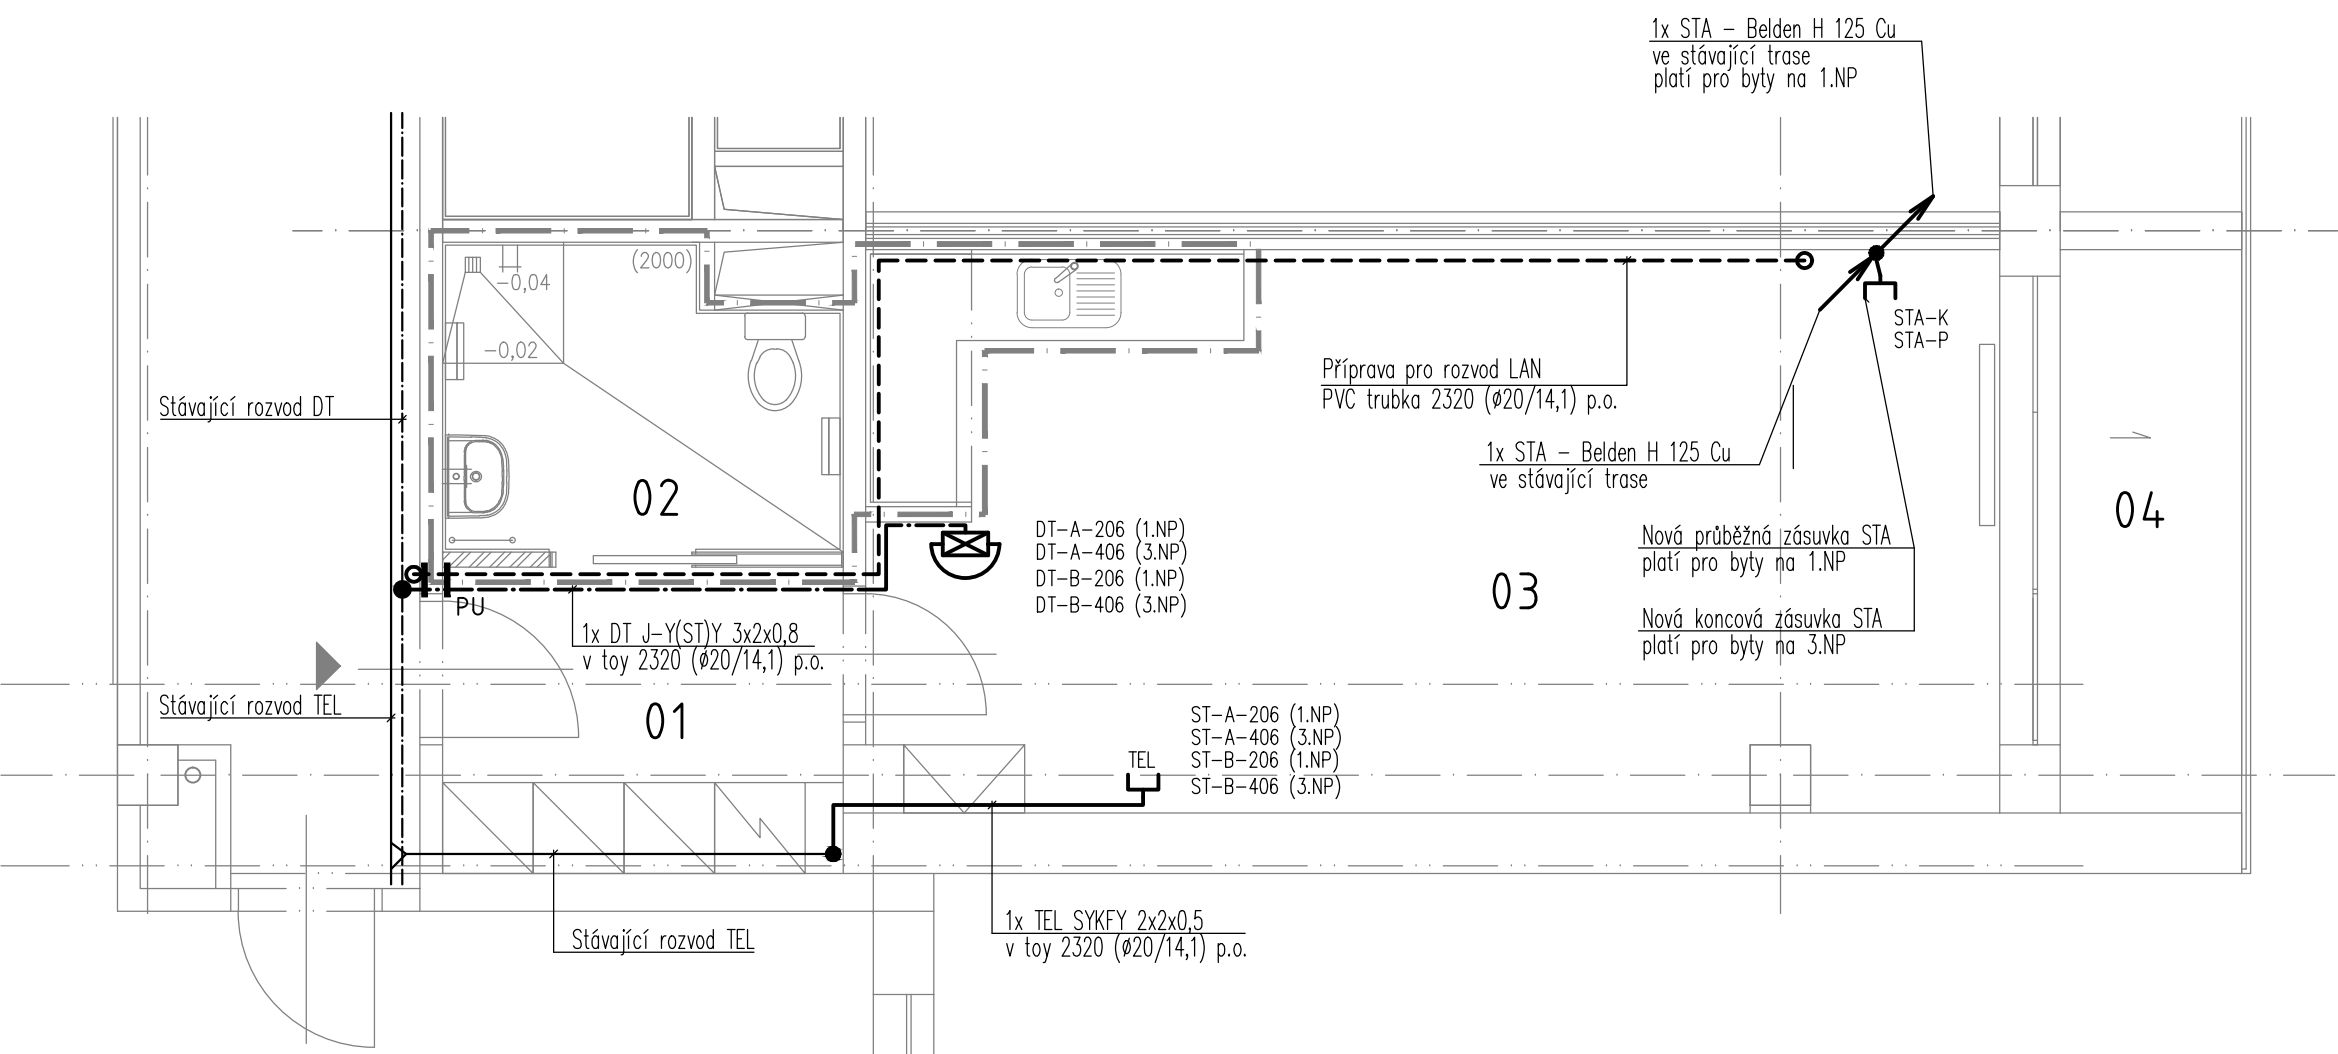 1x STA – Belden H 125 Cu
ve stávající trase
platí pro byty na 1.NP
(2000)
-0,04
-0,02
STA-K
STA-P
Příprava pro rozvod LAN
PVC trubka 2320 (ø20/14,1) p.o.
Stávající rozvod DT
1x STA – Belden H 125 Cu
ve stávající trase
02
04
DT-A-206 (1.NP)
DT-A-406 (3.NP)
DT-B-206 (1.NP)
DT-B-406 (3.NP)
Nová průběžná zásuvka STA
platí pro byty na 1.NP
03
PU
Nová koncová zásuvka STA
platí pro byty na 3.NP
1x DT J-Y(ST)Y 3x2x0,8
v toy 2320 (ø20/14,1) p.o.
Stávající rozvod TEL
01
ST-A-206 (1.NP)
ST-A-406 (3.NP)
ST-B-206 (1.NP)
ST-B-406 (3.NP)
TEL
1x TEL SYKFY 2x2x0,5
v toy 2320 (ø20/14,1) p.o.
Stávající rozvod TEL